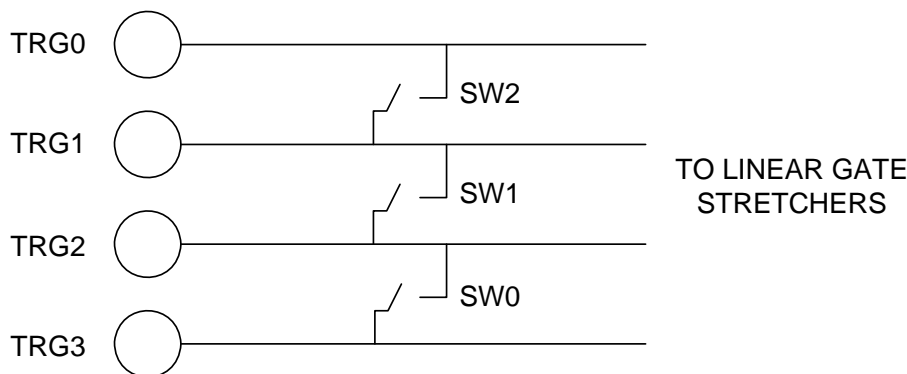 TRG0
SW2
TRG1
TO LINEAR GATE
STRETCHERS
SW1
TRG2
SW0
TRG3